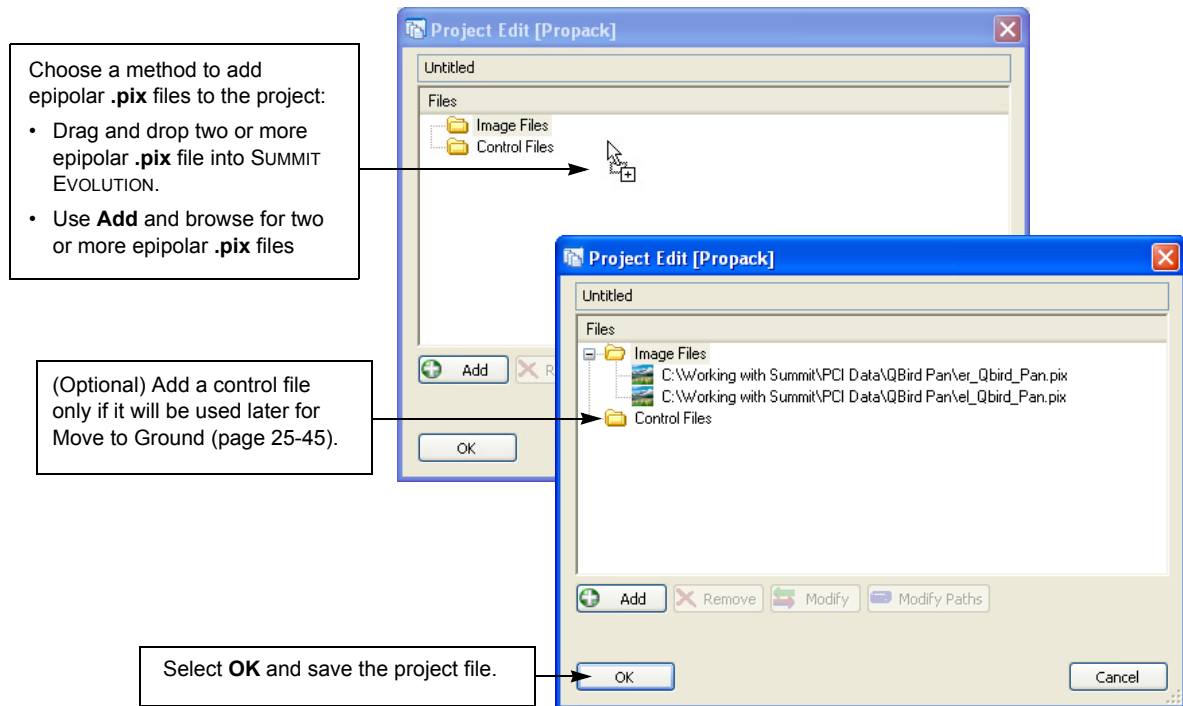 Project Edit [Propack]
Untitled
Files
Image Files
Control Files
Choose a method to add
epipolar .pix files to the project:
• Drag and drop two or more
epipolar .pix file into SUMMIT
EVOLUTION.
• Use Add and browse for two
or more epipolar .pix files
Add
R
OK
Project Edit [Propack]
Untitled
Files
Image Files
C:\Working with Summit\PCI Data\QBird Pan\er_Qbird_Pan.pix
C:\Working with Summit\PCI Data\QBird Pan\el_Qbird_Pan.pix
Control Files
(Optional) Add a control file
only if it will be used later for
Move to Ground (page 25-45).
Add
Remove
Modify
Modify Paths
Select OK and save the project file.
OK
Cancel